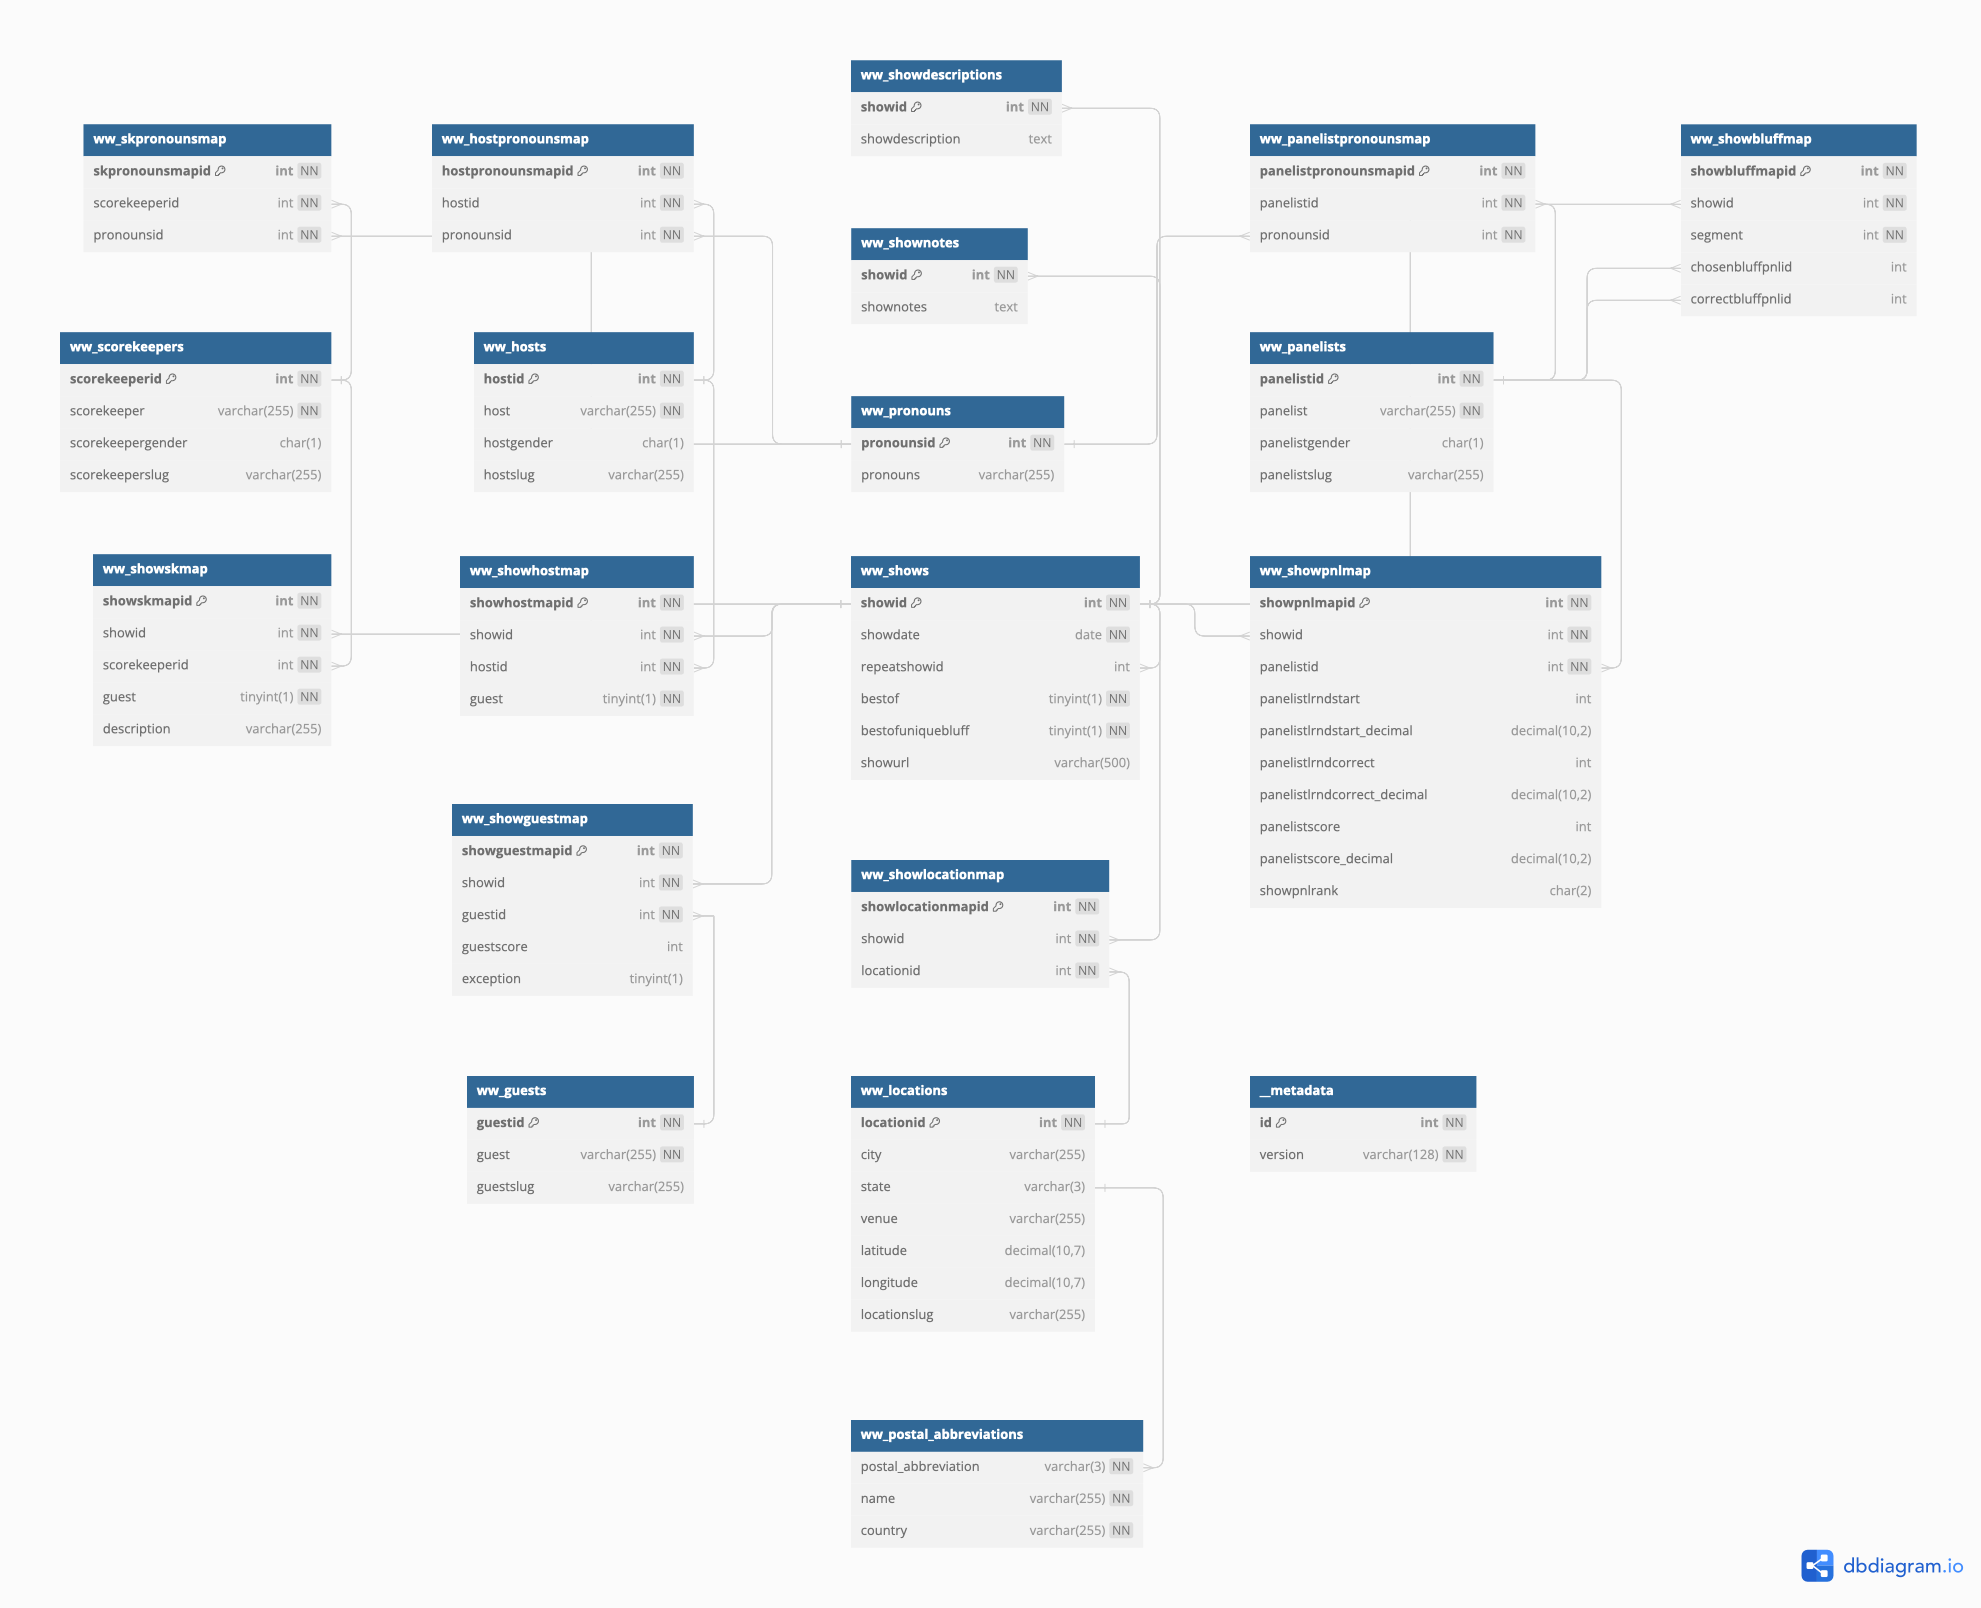 ww_showdescriptions
showid int NN
showdescription text
ww_skpronounsmap
skpronounsmapid int NN
scorekeeperid int NN
pronounsid int NN
ww_hostpronounsmap
hostpronounsmapid int NN
hostid int NN
pronounsid int NN
ww_panelistpronounsmap
panelistpronounsmapid int NN
panelistid int NN
pronounsid int NN
ww_showbluffmap
showbluffmapid int NN
showid int NN
segment int NN
chosenbluffpnlid int
correctbluffpnlid int
ww_shownotes
showid int NN
shownotes text
ww_scorekeepers
scorekeeperid int NN
scorekeeper varchar(255) NN
scorekeepergender char(1)
scorekeeperslug varchar(255)
ww_hosts
hostid int NN
host varchar(255) NN
hostgender char(1)
hostslug varchar(255)
ww_pronouns
pronounsid int NN
pronouns varchar(255)
ww_panelists
panelistid int NN
panelist varchar(255) NN
panelistgender char(1)
panelistslug varchar(255)
ww_showskmap
showskmapid int NN
showid int NN
scorekeeperid int NN
guest tinyint(1) NN
description varchar(255)
ww_showhostmap
showhostmapid int NN
showid int NN
hostid int NN
guest tinyint(1) NN
ww_shows
showid int NN
showdate date NN
repeatshowid int
bestof tinyint(1) NN
bestofuniquebluff tinyint(1) NN
showurl varchar(500)
ww_showpnlmap
showpnlmapid int NN
showid int NN
panelistid int NN
panelistlrndstart int
panelistlrndstart_decimal decimal(10,2)
panelistlrndcorrect int
panelistlrndcorrect_decimal decimal(10,2)
panelistscore int
panelistscore_decimal decimal(10,2)
showpnlrank char(2)
ww_showguestmap
showguestmapid int NN
showid int NN
guestid int NN
guestscore int
exception tinyint(1)
ww_showlocationmap
showlocationmapid int NN
showid int NN
locationid int NN
ww_guests
guestid int NN
guest varchar(255) NN
guestslug varchar(255)
ww_locations
locationid int NN
city varchar(255)
state varchar(3)
venue varchar(255)
latitude decimal(10,7)
longitude decimal(10,7)
locationslug varchar(255)
__metadata
id int NN
version varchar(128) NN
ww_postal_abbreviations
postal_abbreviation varchar(3) NN
name varchar(255) NN
country varchar(255) NN
dbdiagram.io